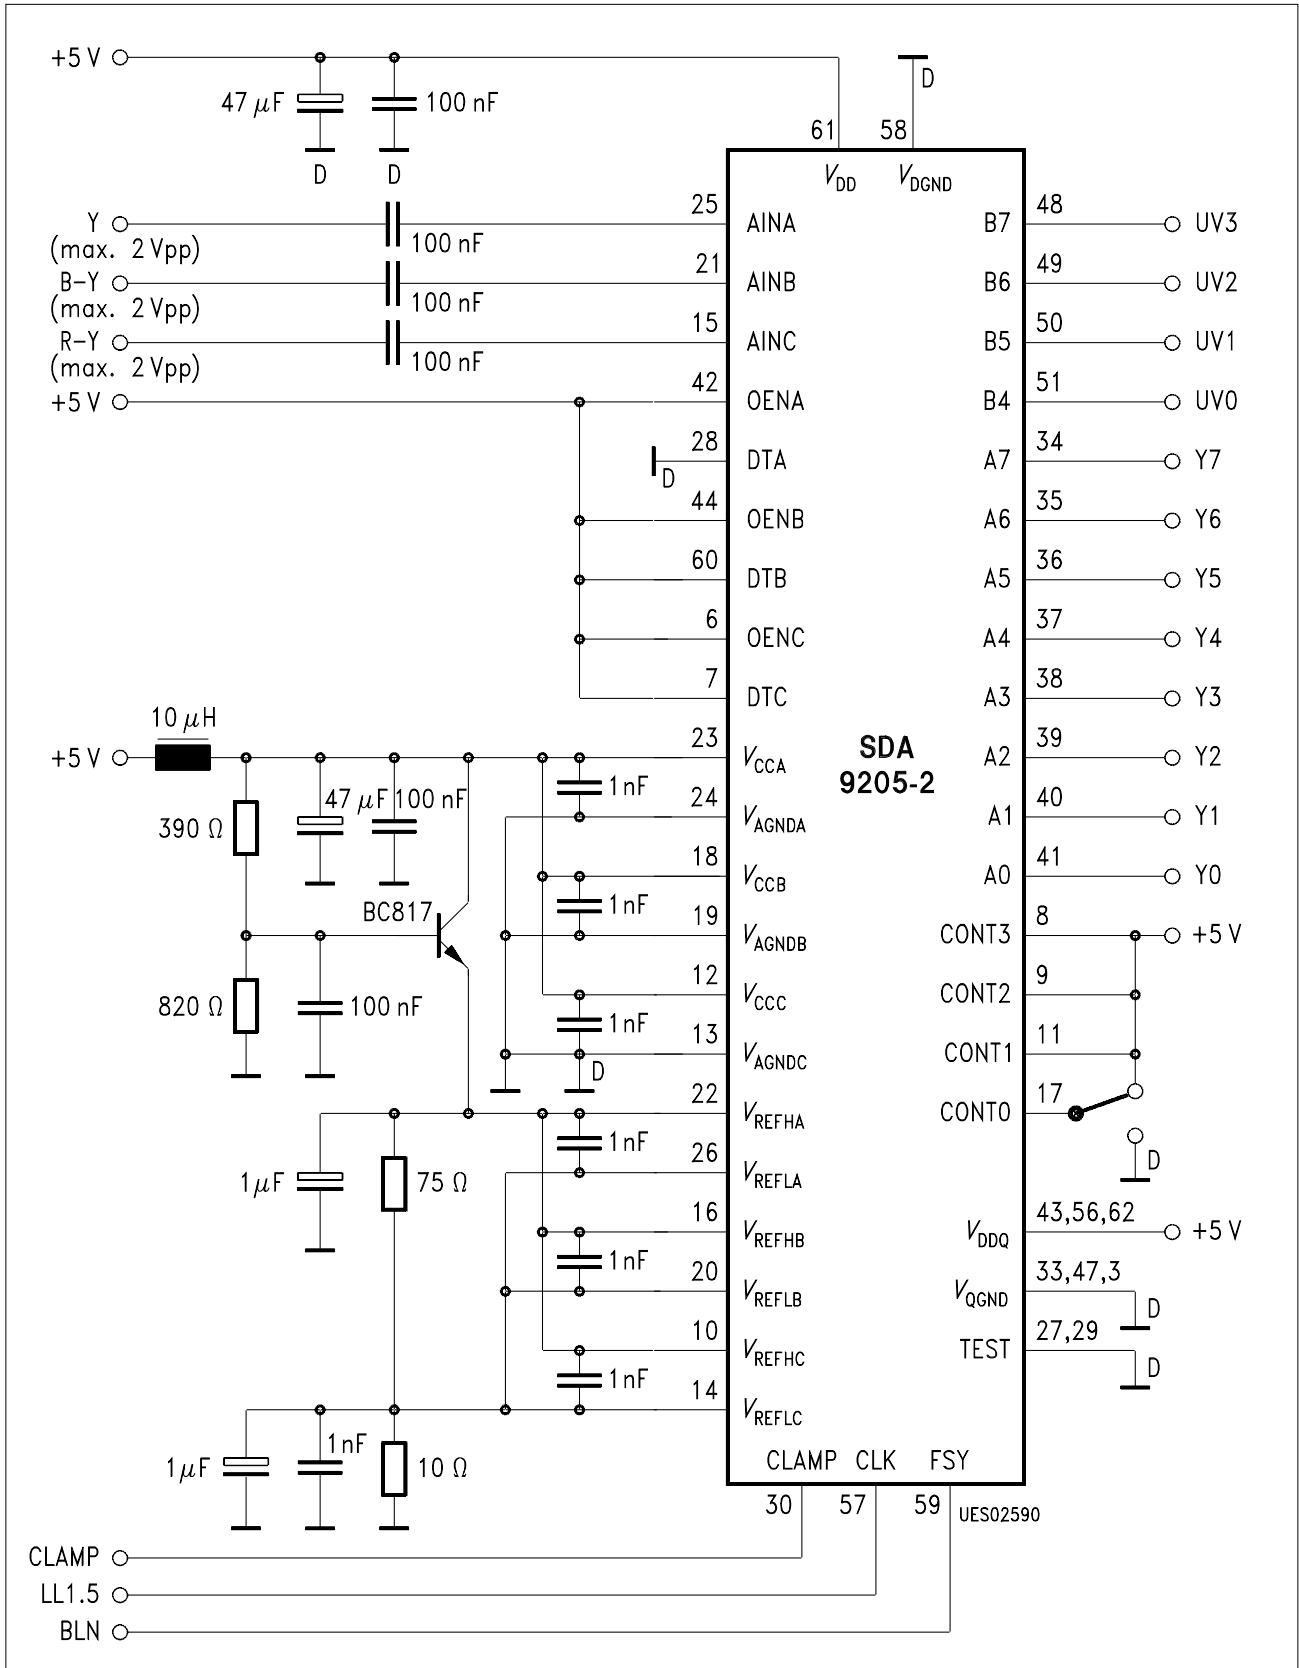 +5 V
47 µF
100 nF
D
D
D
61
58
VDD
VDGND
Y
(max. 2 Vpp)
100 nF
25
AINA
B-Y
(max. 2 Vpp)
100 nF
21
AINB
R-Y
(max. 2 Vpp)
100 nF
15
AINC
+5 V
42
OENA
28
DTA
D
44
OENB
60
DTB
6
OENC
7
DTC
10 µH
+5 V
23
VCCA
1 nF
47 µF
100 nF
390 Ω
24
VAGNDA
18
VCCB
1 nF
BC817
19
VAGNDB
12
VCCC
820 Ω
100 nF
1 nF
13
VAGNDC
D
22
VREFHA
1 nF
1 µF
75 Ω
26
VREFLA
16
VREFHB
1 nF
20
VREFLB
10
VREFHC
1 nF
14
VREFLC
1 µF
1 nF
10 Ω
SDA
9205-2
B7
48
UV3
B6
49
UV2
B5
50
UV1
B4
51
UV0
A7
34
Y7
A6
35
Y6
A5
36
Y5
A4
37
Y4
A3
38
Y3
A2
39
Y2
A1
40
Y1
A0
41
Y0
CONT3
8
+5 V
CONT2
9
CONT1
11
CONT0
17
D
VDDQ
43,56,62
+5 V
VQGND
33,47,3
D
TEST
27,29
D
CLAMP
CLK
FSY
30
57
59
UES02590
CLAMP
LL1.5
BLN